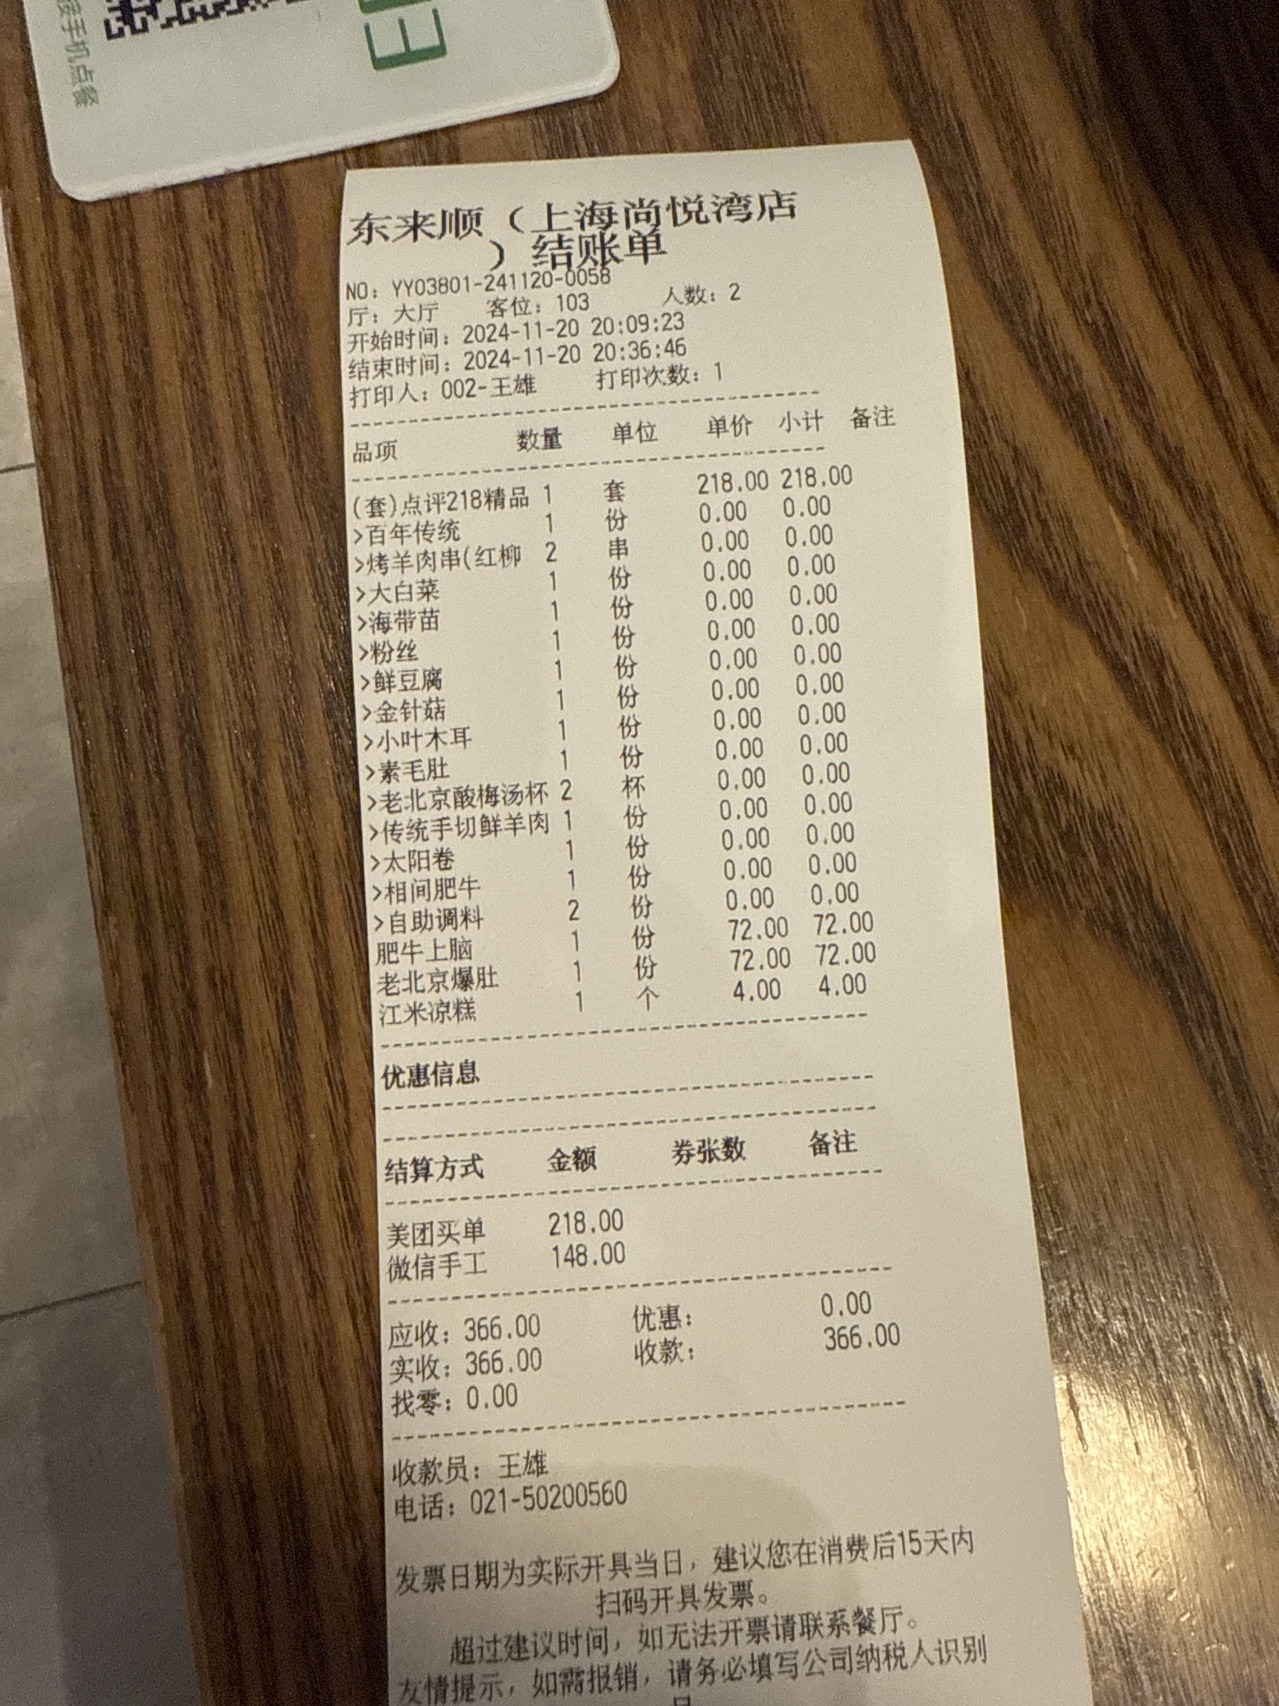 手机点餐
东来顺（上海尚悦湾店
）结账单
NO：YY03801-241120-0058
厅：大厅 客位：103 人数：2
开始时间：2024-11-20 20:09:23
结束时间：2024-11-20 20:36:46
打印人：002-王雄 打印次数：1
品项 数量 单位 单价 小计 备注
(套)点评218精品 1 套 218.00 218.00
>百年传统 1 份 0.00 0.00
>烤羊肉串(红柳 2 串 0.00 0.00
>大白菜 1 份 0.00 0.00
>海带苗 1 份 0.00 0.00
>粉丝 1 份 0.00 0.00
>鲜豆腐 1 份 0.00 0.00
>金针菇 1 份 0.00 0.00
>小叶木耳 1 份 0.00 0.00
>素毛肚 1 份 0.00 0.00
>老北京酸梅汤杯 2 杯 0.00 0.00
>传统手切鲜羊肉 1 份 0.00 0.00
>太阳卷 1 份 0.00 0.00
>相间肥牛 1 份 0.00 0.00
>自助调料 2 份 0.00 0.00
肥牛上脑 1 份 72.00 72.00
老北京爆肚 1 份 72.00 72.00
江米凉糕 1 个 4.00 4.00
优惠信息
结算方式 金额 券张数 备注
美团买单 218.00
微信手工 148.00
应收：366.00 优惠： 0.00
实收：366.00 收款： 366.00
找零：0.00
收款员：王雄
电话：021-50200560
发票日期为实际开具当日，建议您在消费后15天内
扫码开具发票。
超过建议时间，如无法开票请联系餐厅。
友情提示，如需报销，请务必填写公司纳税人识别